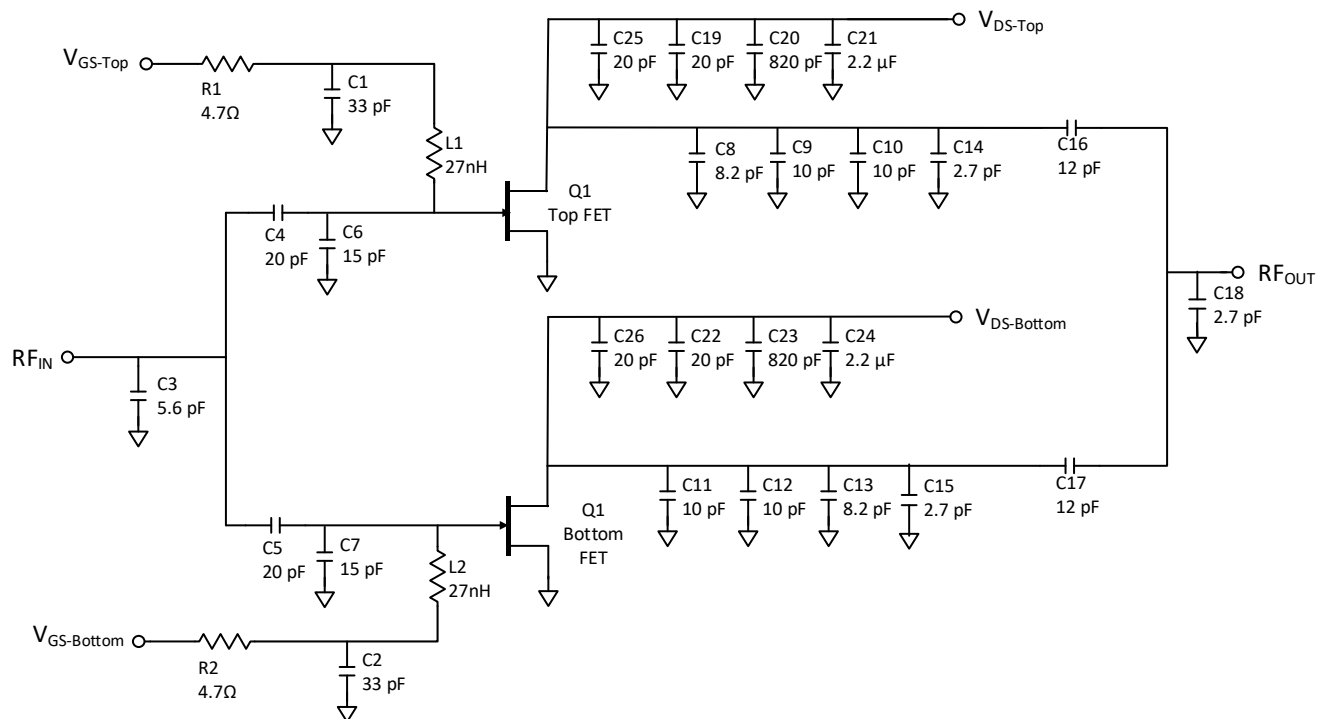 VDS-Top
C25
20 pF
C19
20 pF
C20
820 pF
C21
2.2 µF
VGS-Top
R1
4.7Ω
C1
33 pF
L1
27nH
C8
8.2 pF
C9
10 pF
C10
10 pF
C14
2.7 pF
C16
12 pF
Q1
Top FET
C4
20 pF
C6
15 pF
RFOUT
C18
2.7 pF
VDS-Bottom
C26
20 pF
C22
20 pF
C23
820 pF
C24
2.2 µF
RFIN
C3
5.6 pF
C11
10 pF
C12
10 pF
C13
8.2 pF
C15
2.7 pF
C17
12 pF
Q1
Bottom
FET
C5
20 pF
C7
15 pF
L2
27nH
VGS-Bottom
R2
4.7Ω
C2
33 pF